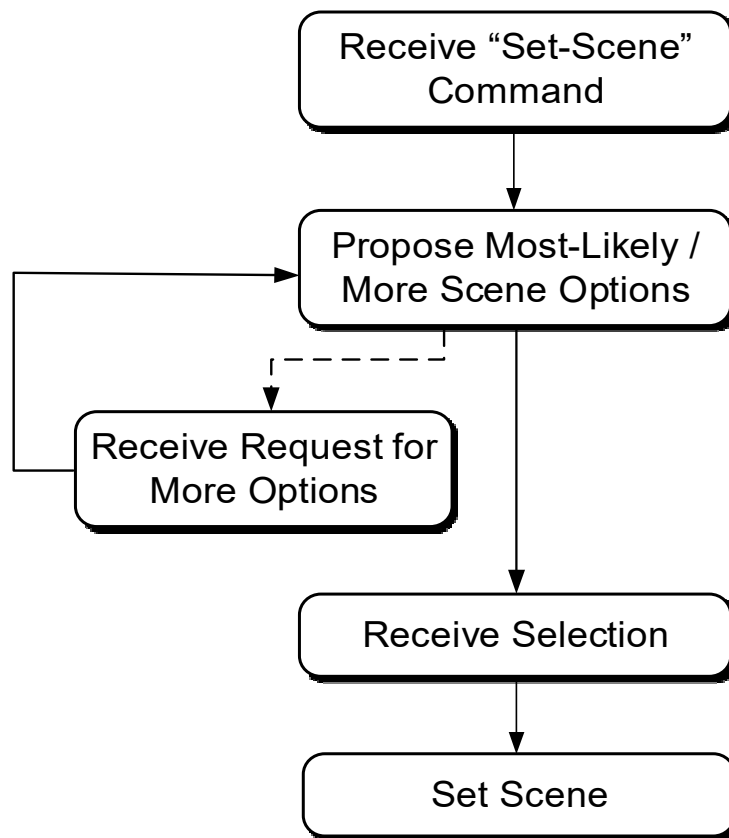 Receive “Set-Scene”
Command
Propose Most-Likely /
More Scene Options
Receive Request for
More Options
Receive Selection
Set Scene